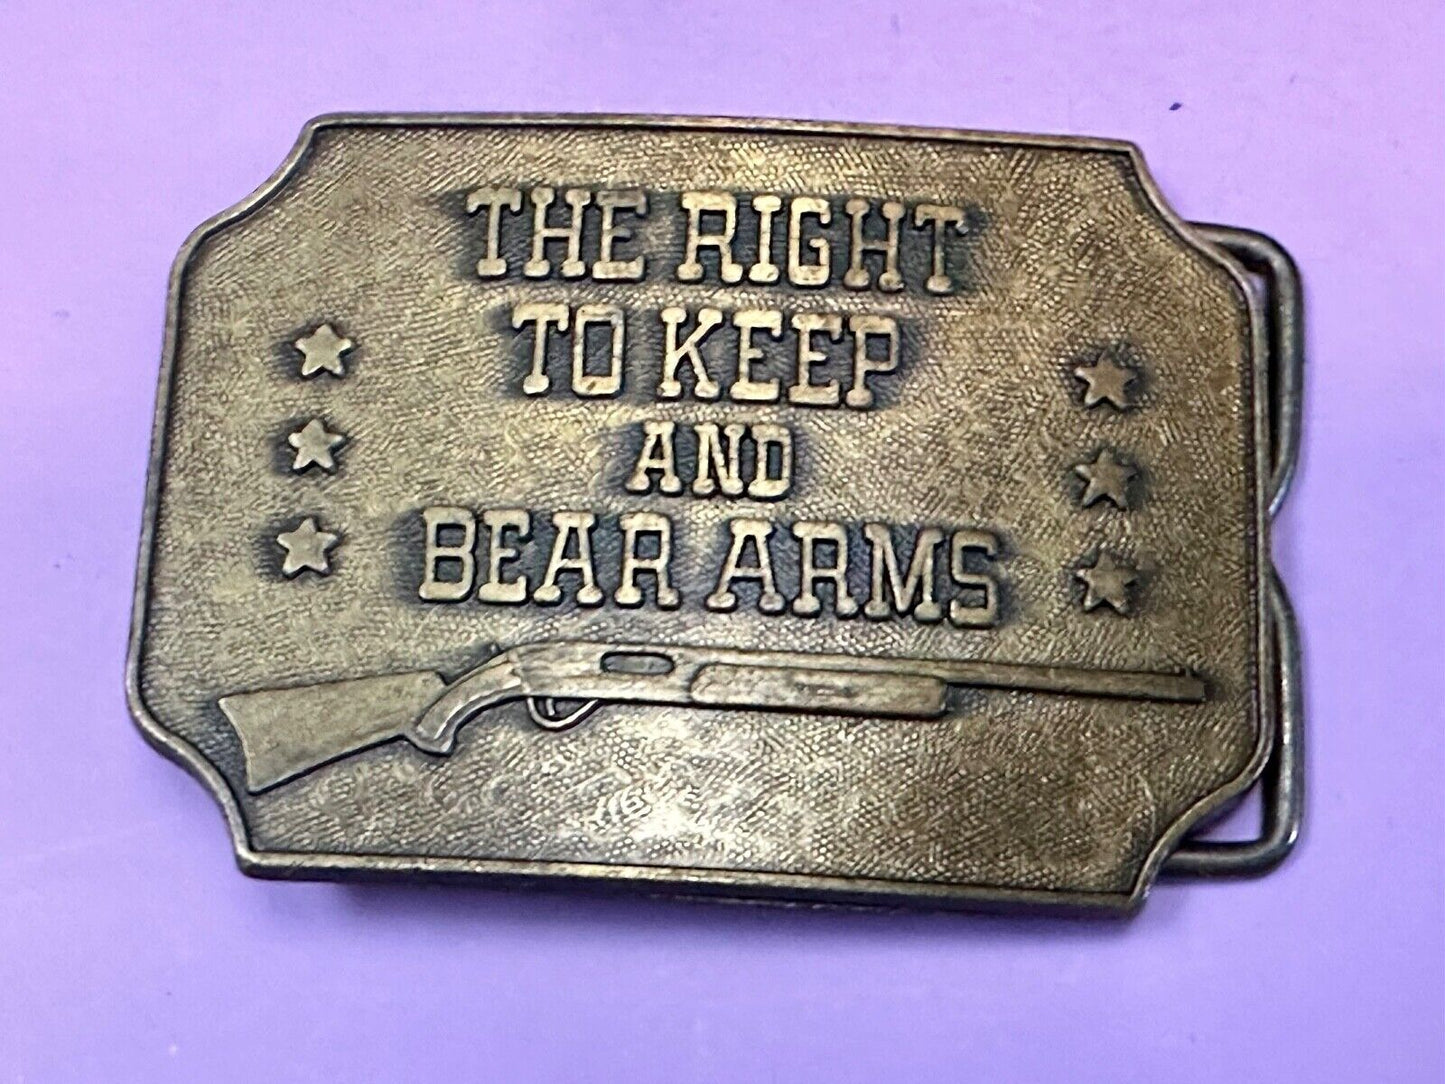 THE RIGHT
TO KEEP
AND
BEAR ARMS